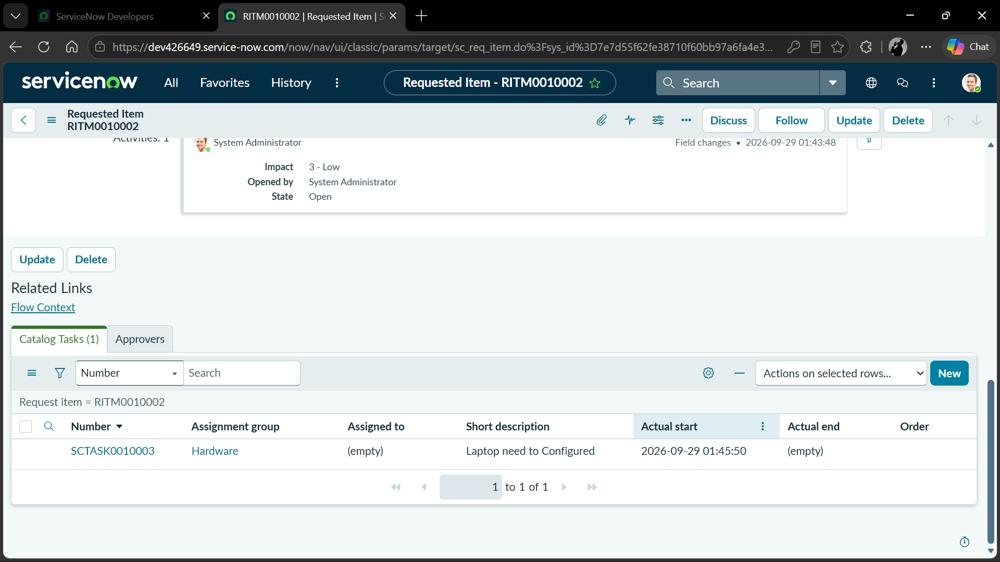 ServiceNow Developers
RITM0010002 | Requested Item | S
https://dev426649.service-now.com/now/nav/ui/classic/params/target/sc_req_item.do%3Fsys_id%3D7e7d55f62fe38710f60bb97a6fa4e3...
Chat
servicenow
All
Favorites
History
Requested Item - RITM0010002
Search
Requested Item
RITM0010002
Discuss
Follow
Update
Delete
Activities: 1
System Administrator
Field changes • 2026-09-29 01:43:48
Impact 3 - Low
Opened by System Administrator
State Open
Update
Delete
Related Links
Flow Context
Catalog Tasks (1)
Approvers
Number
Search
Actions on selected rows...
New
Request item = RITM0010002
Number Assignment group Assigned to Short description Actual start Actual end Order
SCTASK0010003 Hardware (empty) Laptop need to Configured 2026-09-29 01:45:50 (empty)
1 to 1 of 1